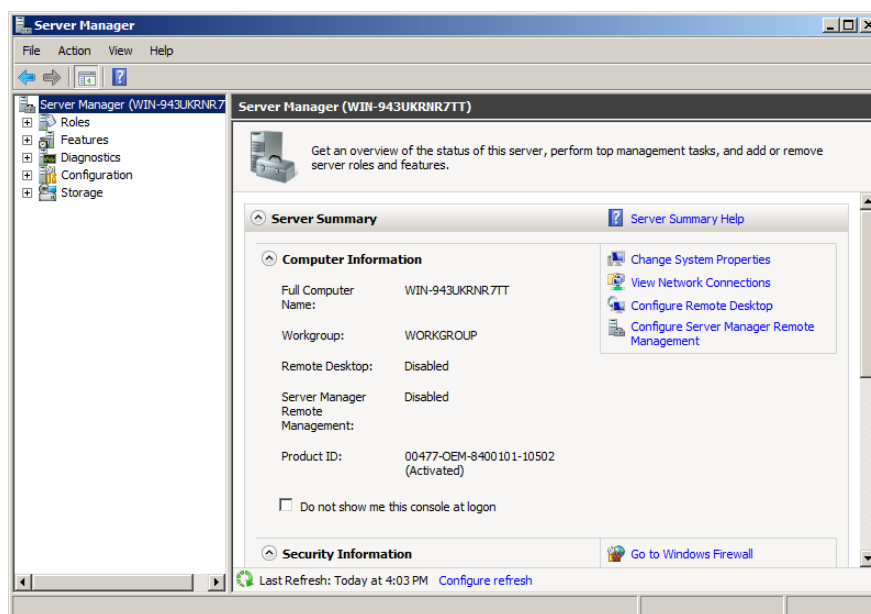 Server Manager
File Action View Help
Server Manager (WIN-943UKRNR7
Roles
Features
Diagnostics
Configuration
Storage
Server Manager (WIN-943UKRNR7TT)
Get an overview of the status of this server, perform top management tasks, and add or remove
server roles and features.
Server Summary
Server Summary Help
Computer Information
Full Computer
Name:
WIN-943UKRNR7TT
Workgroup:
WORKGROUP
Remote Desktop:
Disabled
Server Manager
Remote
Management:
Disabled
Product ID:
00477-OEM-8400101-10502
(Activated)
Do not show me this console at logon
Change System Properties
View Network Connections
Configure Remote Desktop
Configure Server Manager Remote
Management
Security Information
Go to Windows Firewall
Last Refresh: Today at 4:03 PM Configure refresh